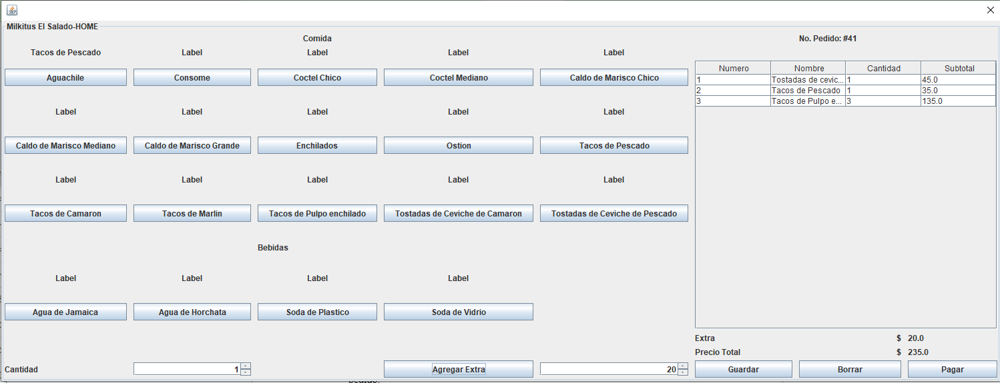 Milkitus El Salado-HOME
Comida
No. Pedido: #41
Tacos de Pescado Label Label Label Label
Aguachile Consome Coctel Chico Coctel Mediano Caldo de Marisco Chico
Label Label Label Label Label
Caldo de Marisco Mediano Caldo de Marisco Grande Enchilados Ostion Tacos de Pescado
Label Label Label Label Label
Tacos de Camaron Tacos de Marlin Tacos de Pulpo enchilado Tostadas de Ceviche de Camaron Tostadas de Ceviche de Pescado
Bebidas
Label Label Label Label
Agua de Jamaica Agua de Horchata Soda de Plastico Soda de Vidrio
Cantidad 1 Agregar Extra 20
Numero Nombre Cantidad Subtotal
1 Tostadas de cevic... 1 45.0
2 Tacos de Pescado 1 35.0
3 Tacos de Pulpo e... 3 135.0
Extra $ 20.0
Precio Total $ 235.0
Guardar Borrar Pagar